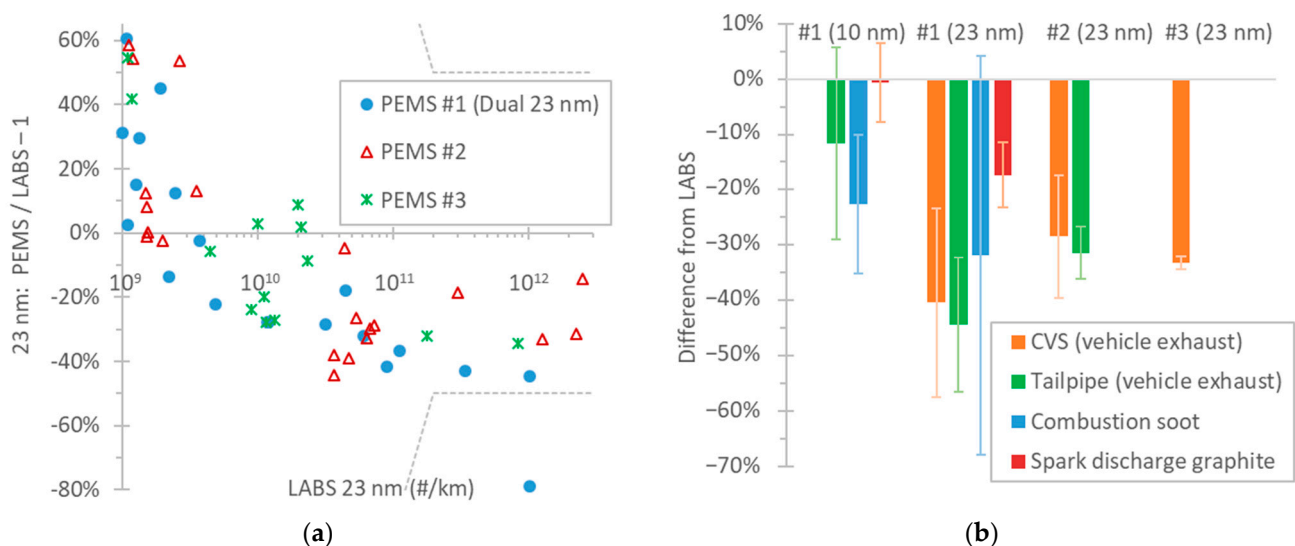 60%
40%
20%
0%
−20%
−40%
−60%
−80%
23 nm: PEMS / LABS – 1
10⁹
10¹⁰
10¹¹
10¹²
LABS 23 nm (#/km)
PEMS #1 (Dual 23 nm)
PEMS #2
PEMS #3
(a)
10%
0%
−10%
−20%
−30%
−40%
−50%
−60%
−70%
Difference from LABS
#1 (10 nm)
#1 (23 nm)
#2 (23 nm)
#3 (23 nm)
CVS (vehicle exhaust)
Tailpipe (vehicle exhaust)
Combustion soot
Spark discharge graphite
(b)